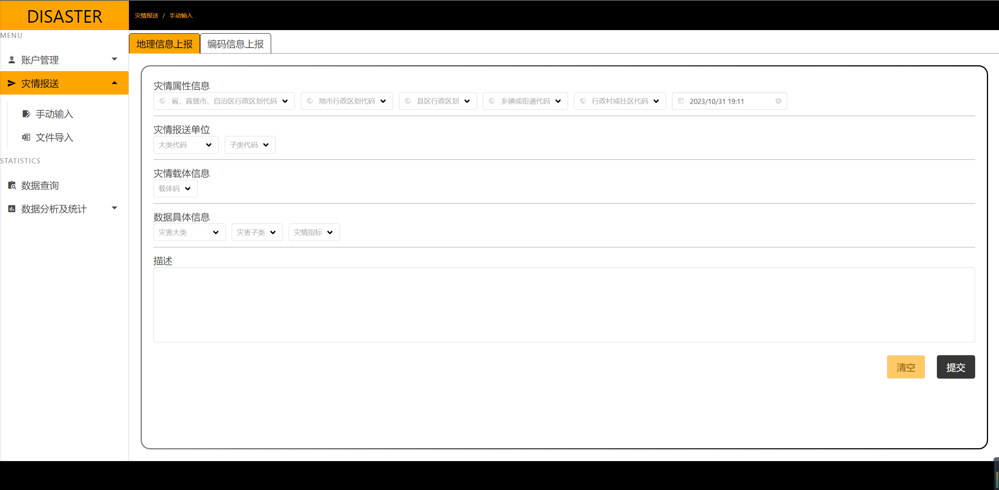 DISASTER
灾情报送 / 手动输入
MENU
账户管理
灾情报送
手动输入
文件导入
STATISTICS
数据查询
数据分析及统计
地理信息上报 编码信息上报
灾情属性信息
省、直辖市、自治区行政区划代码 地市行政区划代码 县区行政区划 乡镇或街道代码 行政村或社区代码 2023/10/31 19:11
灾情报送单位
大类代码 子类代码
灾情载体信息
载体码
数据具体信息
灾害大类 灾害子类 灾情指标
描述
清空 提交